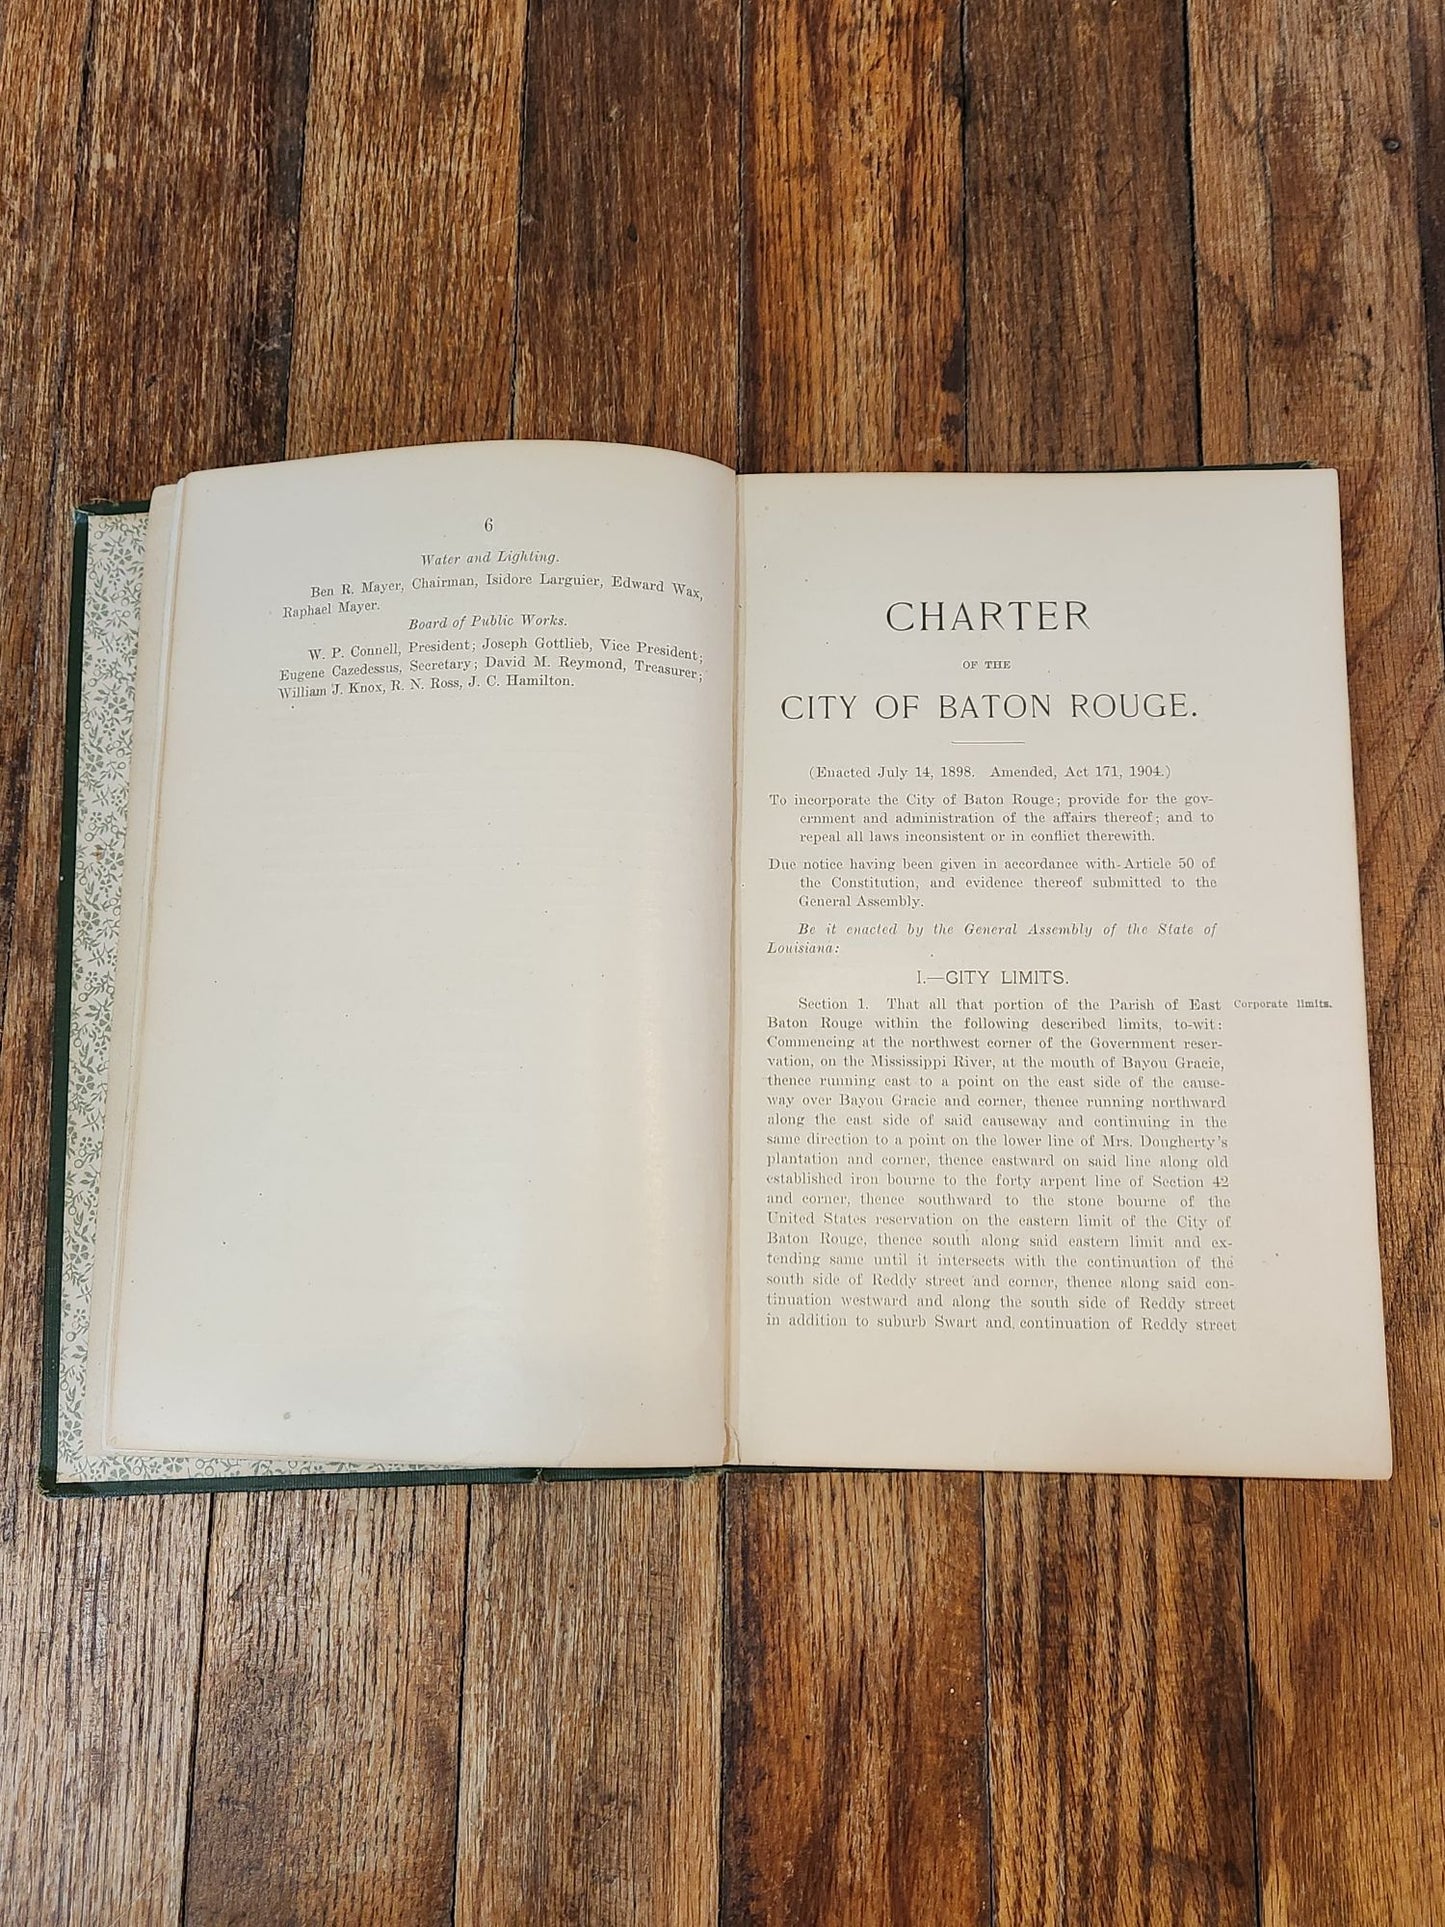 6
Water and Lighting.
Ben R. Mayer, Chairman, Isidore Larguier, Edward Wax,
Raphael Mayer.
Board of Public Works.
W. P. Connell, President; Joseph Gottlieb, Vice President;
Eugene Cazedessus, Secretary; David M. Reymond, Treasurer;
William J. Knox, R. N. Ross, J. C. Hamilton.
CHARTER
OF THE
CITY OF BATON ROUGE.
(Enacted July 14, 1898. Amended, Act 171, 1904.)
To incorporate the City of Baton Rouge; provide for the gov-
ernment and administration of the affairs thereof; and to
repeal all laws inconsistent or in conflict therewith.
Due notice having been given in accordance with Article 50 of
the Constitution, and evidence thereof submitted to the
General Assembly.
Be it enacted by the General Assembly of the State of
Louisiana:
I.—CITY LIMITS.
Section 1. That all that portion of the Parish of East
Corporate limits.
Baton Rouge within the following described limits, to-wit:
Commencing at the northwest corner of the Government reser-
vation, on the Mississippi River, at the mouth of Bayou Gracie,
thence running east to a point on the east side of the cause-
way over Bayou Gracie and corner, thence running northward
along the east side of said causeway and continuing in the
same direction to a point on the lower line of Mrs. Dougherty's
plantation and corner, thence eastward on said line along old
established iron bourne to the forty arpent line of Section 42
and corner, thence southward to the stone bourne of the
United States reservation on the eastern limit of the City of
Baton Rouge, thence south along said eastern limit and ex-
tending same until it intersects with the continuation of the
south side of Reddy street and corner, thence along said con-
tinuation westward and along the south side of Reddy street
in addition to suburb Swart and continuation of Reddy street